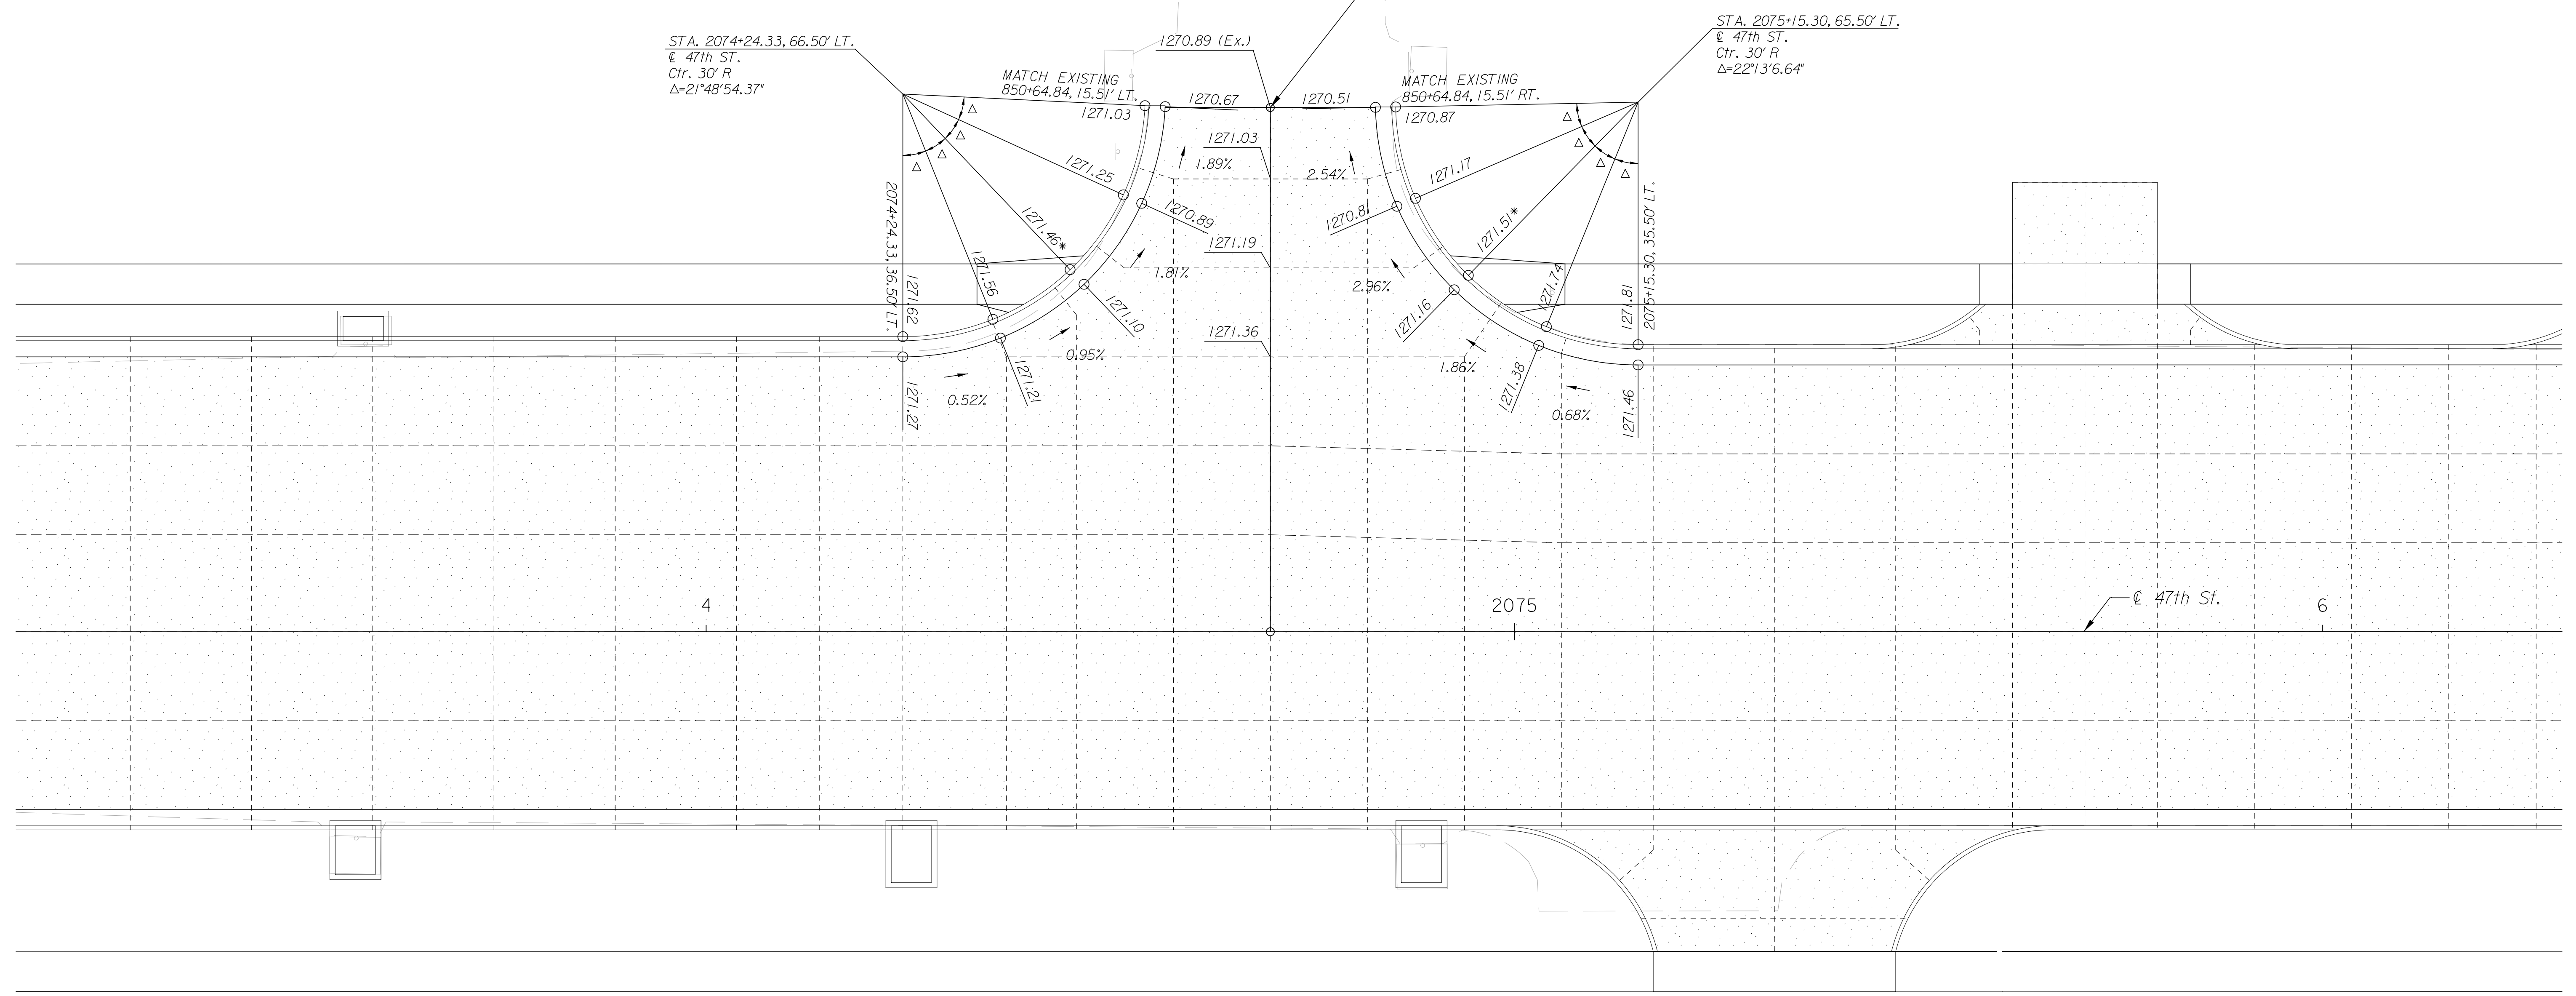 STA. 2074+24.33, 66.50' LT.
℄ 47th ST.
Ctr. 30' R
Δ=21°48'54.37"
1270.89 (Ex.)
STA. 2075+15.30, 65.50' LT.
℄ 47th ST.
Ctr. 30' R
Δ=22°13'6.64"
MATCH EXISTING
850+64.84, 15.51' LT.
1271.03
1270.67
1270.51
MATCH EXISTING
850+64.84, 15.51' RT.
1270.87
Δ
Δ
Δ
Δ
Δ
Δ
Δ
Δ
1271.03
1.89%
2.54%
1271.25
1271.17
1270.89
1270.81
2074+24.33, 36.50' LT.
1271.62
1271.56
1271.46*
1271.19
1.81%
2.96%
1271.51*
1271.74
1271.81
2075+15.30, 35.50' LT.
1271.10
1271.16
1271.36
0.95%
1.86%
0.52%
0.68%
1271.27
1271.21
1271.38
1271.46
4
2075
6
℄ 47th St.